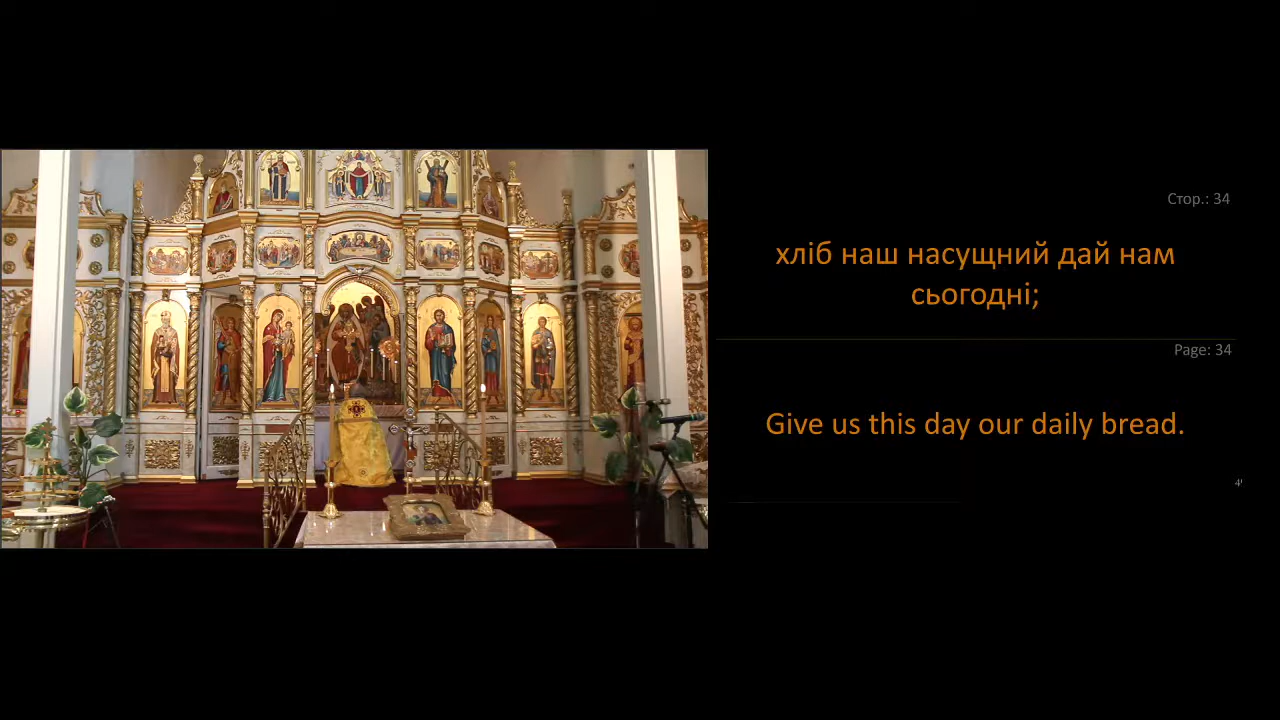 Стор.: 34
хліб наш насущний дай нам
сьогодні;
Page: 34
Give us this day our daily bread.